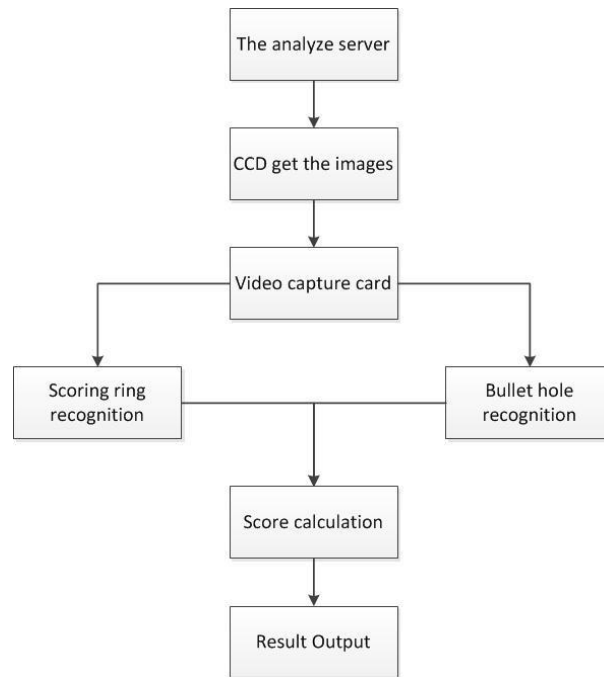 The analyze server
CCD get the images
Video capture card
Scoring ring
recognition
Bullet hole
recognition
Score calculation
Result Output